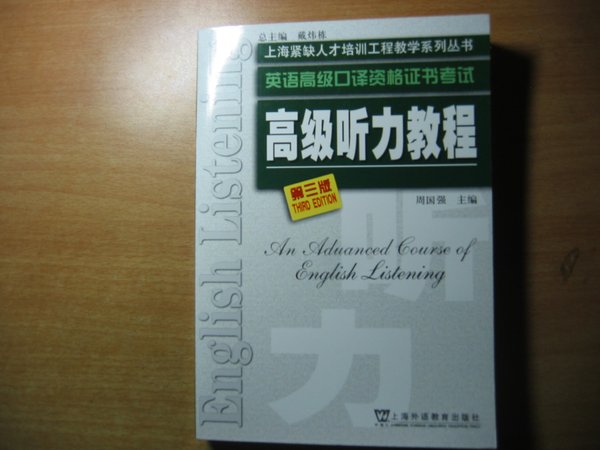 总主编 戴炜栋
上海紧缺人才培训工程教学系列丛书
英语高级口译资格证书考试
高级听力教程
第三版
THIRD EDITION
周国强 主编
An Advanced Course of
English Listening
English Listening
听
力
上海外语教育出版社